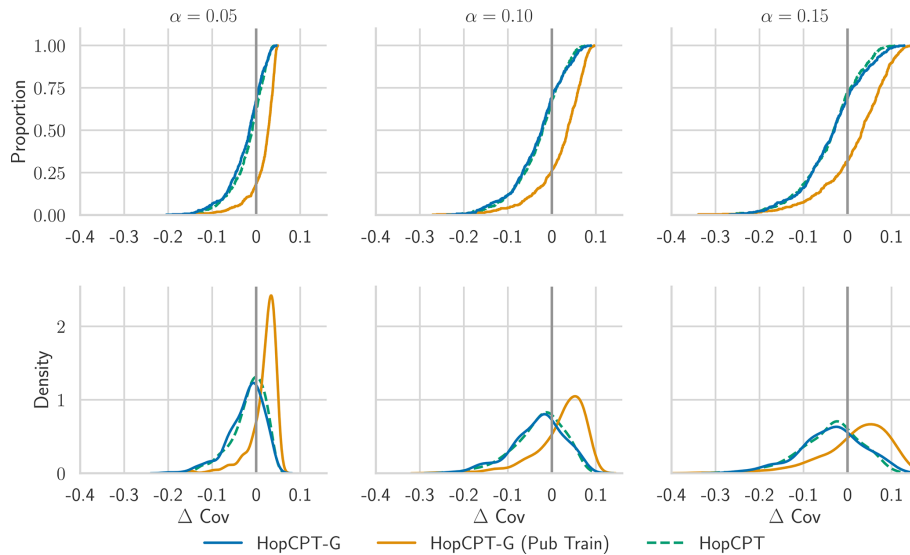 α = 0.05 α = 0.10 α = 0.15
Proportion
1.00
0.75
0.50
0.25
0.00
-0.4 -0.3 -0.2 -0.1 0 0.1 -0.4 -0.3 -0.2 -0.1 0 0.1 -0.4 -0.3 -0.2 -0.1 0 0.1
Density
2
1
0
-0.4 -0.3 -0.2 -0.1 0 0.1 -0.4 -0.3 -0.2 -0.1 0 0.1 -0.4 -0.3 -0.2 -0.1 0 0.1
Δ Cov Δ Cov Δ Cov
HopCPT-G HopCPT-G (Pub Train) HopCPT